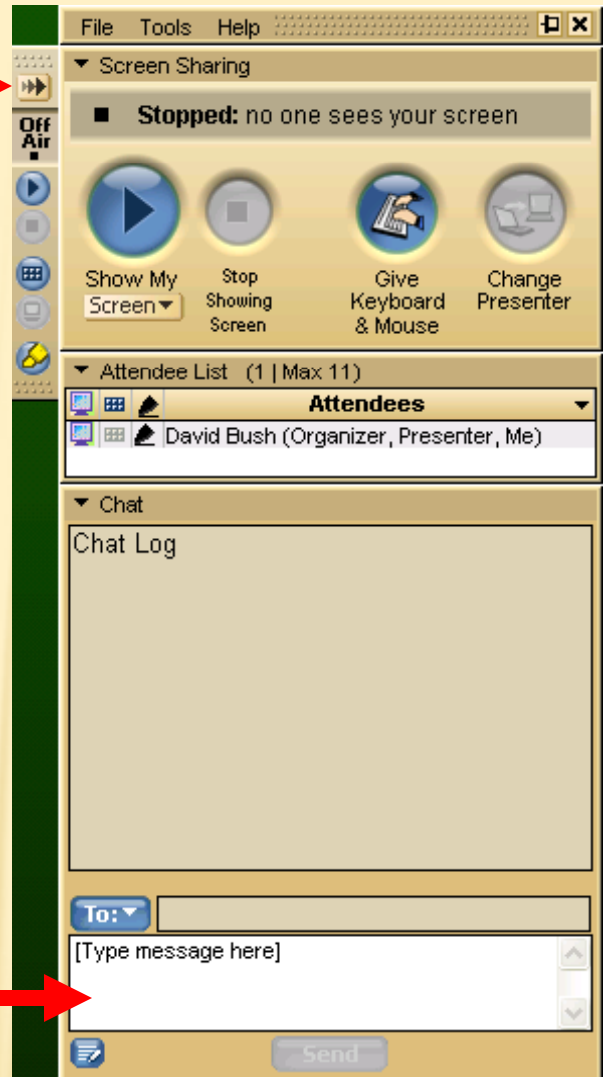 File Tools Help
Screen Sharing
Off
Air
Stopped: no one sees your screen
Show My
Screen
Stop
Showing
Screen
Give
Keyboard
& Mouse
Change
Presenter
Attendee List (1 | Max 11)
Attendees
David Bush (Organizer, Presenter, Me)
Chat
Chat Log
To:
[Type message here]
Send